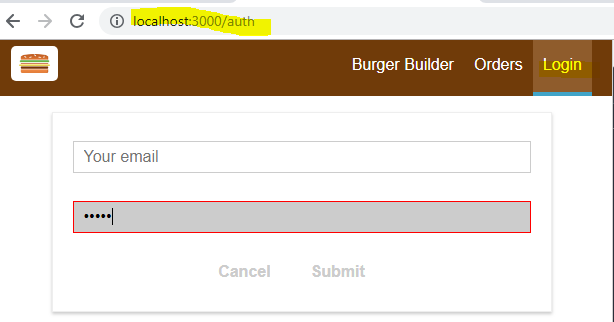 localhost:3000/auth
Burger Builder Orders Login
Your email
•••••
Cancel Submit